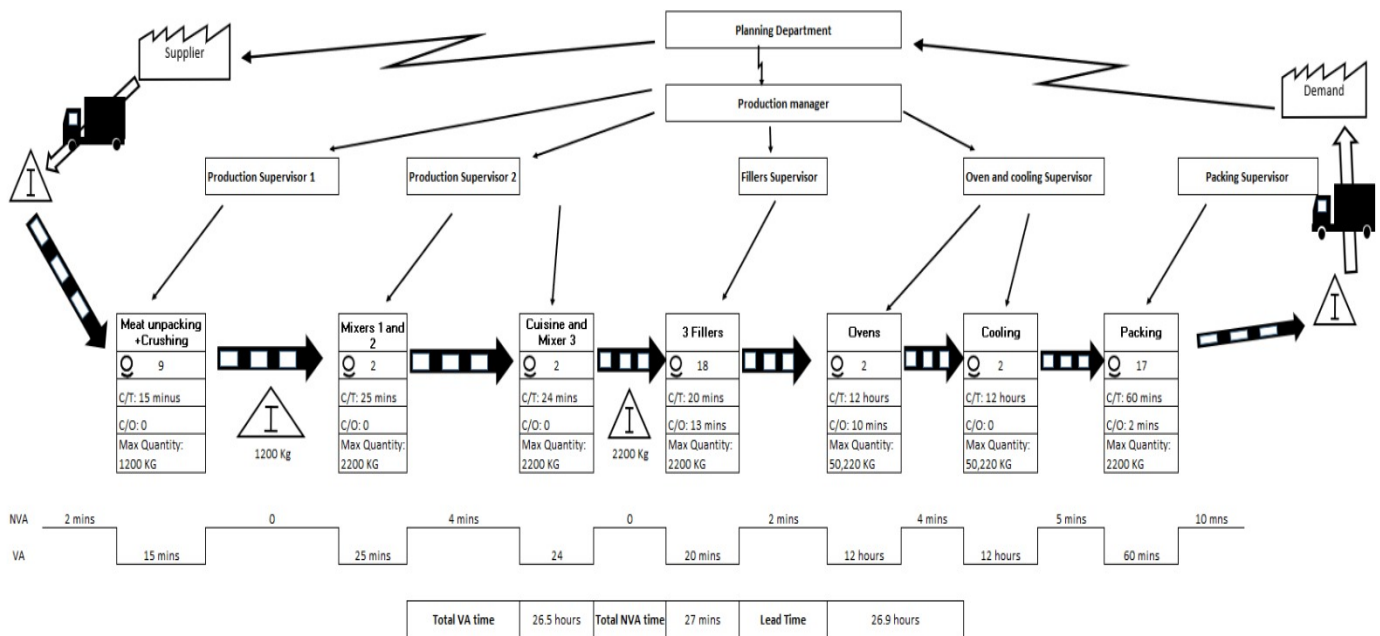 Planning Department
Supplier
Production manager
Demand
I
Production Supervisor 1
Production Supervisor 2
Fillers Supervisor
Oven and cooling Supervisor
Packing Supervisor
I
Meat unpacking
+Crushing
9
C/T: 15 minus
C/O: 0
Max Quantity:
1200 KG
I
1200 Kg
Mixers 1 and
2
2
C/T: 25 mins
C/O: 0
Max Quantity:
2200 KG
Cuisine and
Mixer 3
2
C/T: 24 mins
C/O: 0
Max Quantity:
2200 KG
I
2200 Kg
3 Fillers
18
C/T: 20 mins
C/O: 13 mins
Max Quantity:
2200 KG
Ovens
2
C/T: 12 hours
C/O: 10 mins
Max Quantity:
50,220 KG
Cooling
2
C/T: 12 hours
C/O: 0
Max Quantity:
50,220 KG
Packing
17
C/T: 60 mins
C/O: 2 mins
Max Quantity:
2200 KG
NVA 2 mins 0 4 mins 0 2 mins 4 mins 5 mins 10 mns
VA 15 mins 25 mins 24 20 mins 12 hours 12 hours 60 mins
Total VA time 26.5 hours Total NVA time 27 mins Lead Time 26.9 hours